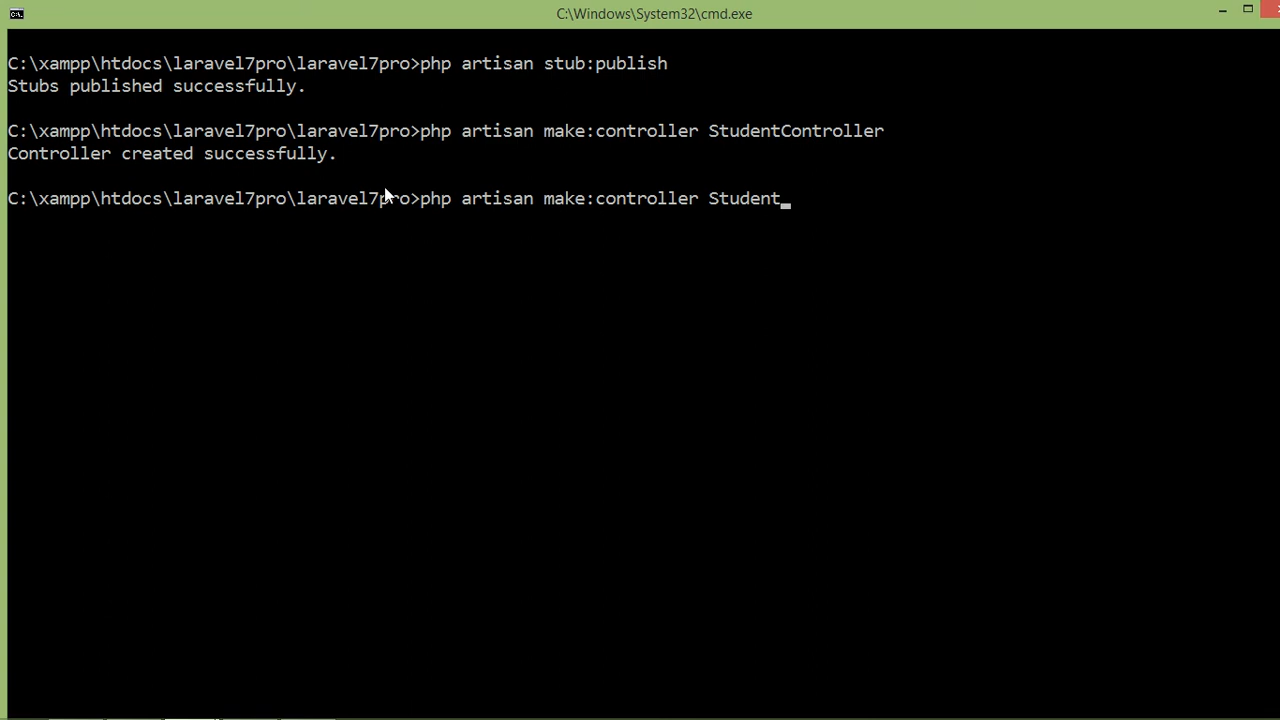 C:\Windows\System32\cmd.exe
C:\xampp\htdocs\laravel7pro\laravel7pro>php artisan stub:publish
Stubs published successfully.
C:\xampp\htdocs\laravel7pro\laravel7pro>php artisan make:controller StudentController
Controller created successfully.
C:\xampp\htdocs\laravel7pro\laravel7pro>php artisan make:controller Student_